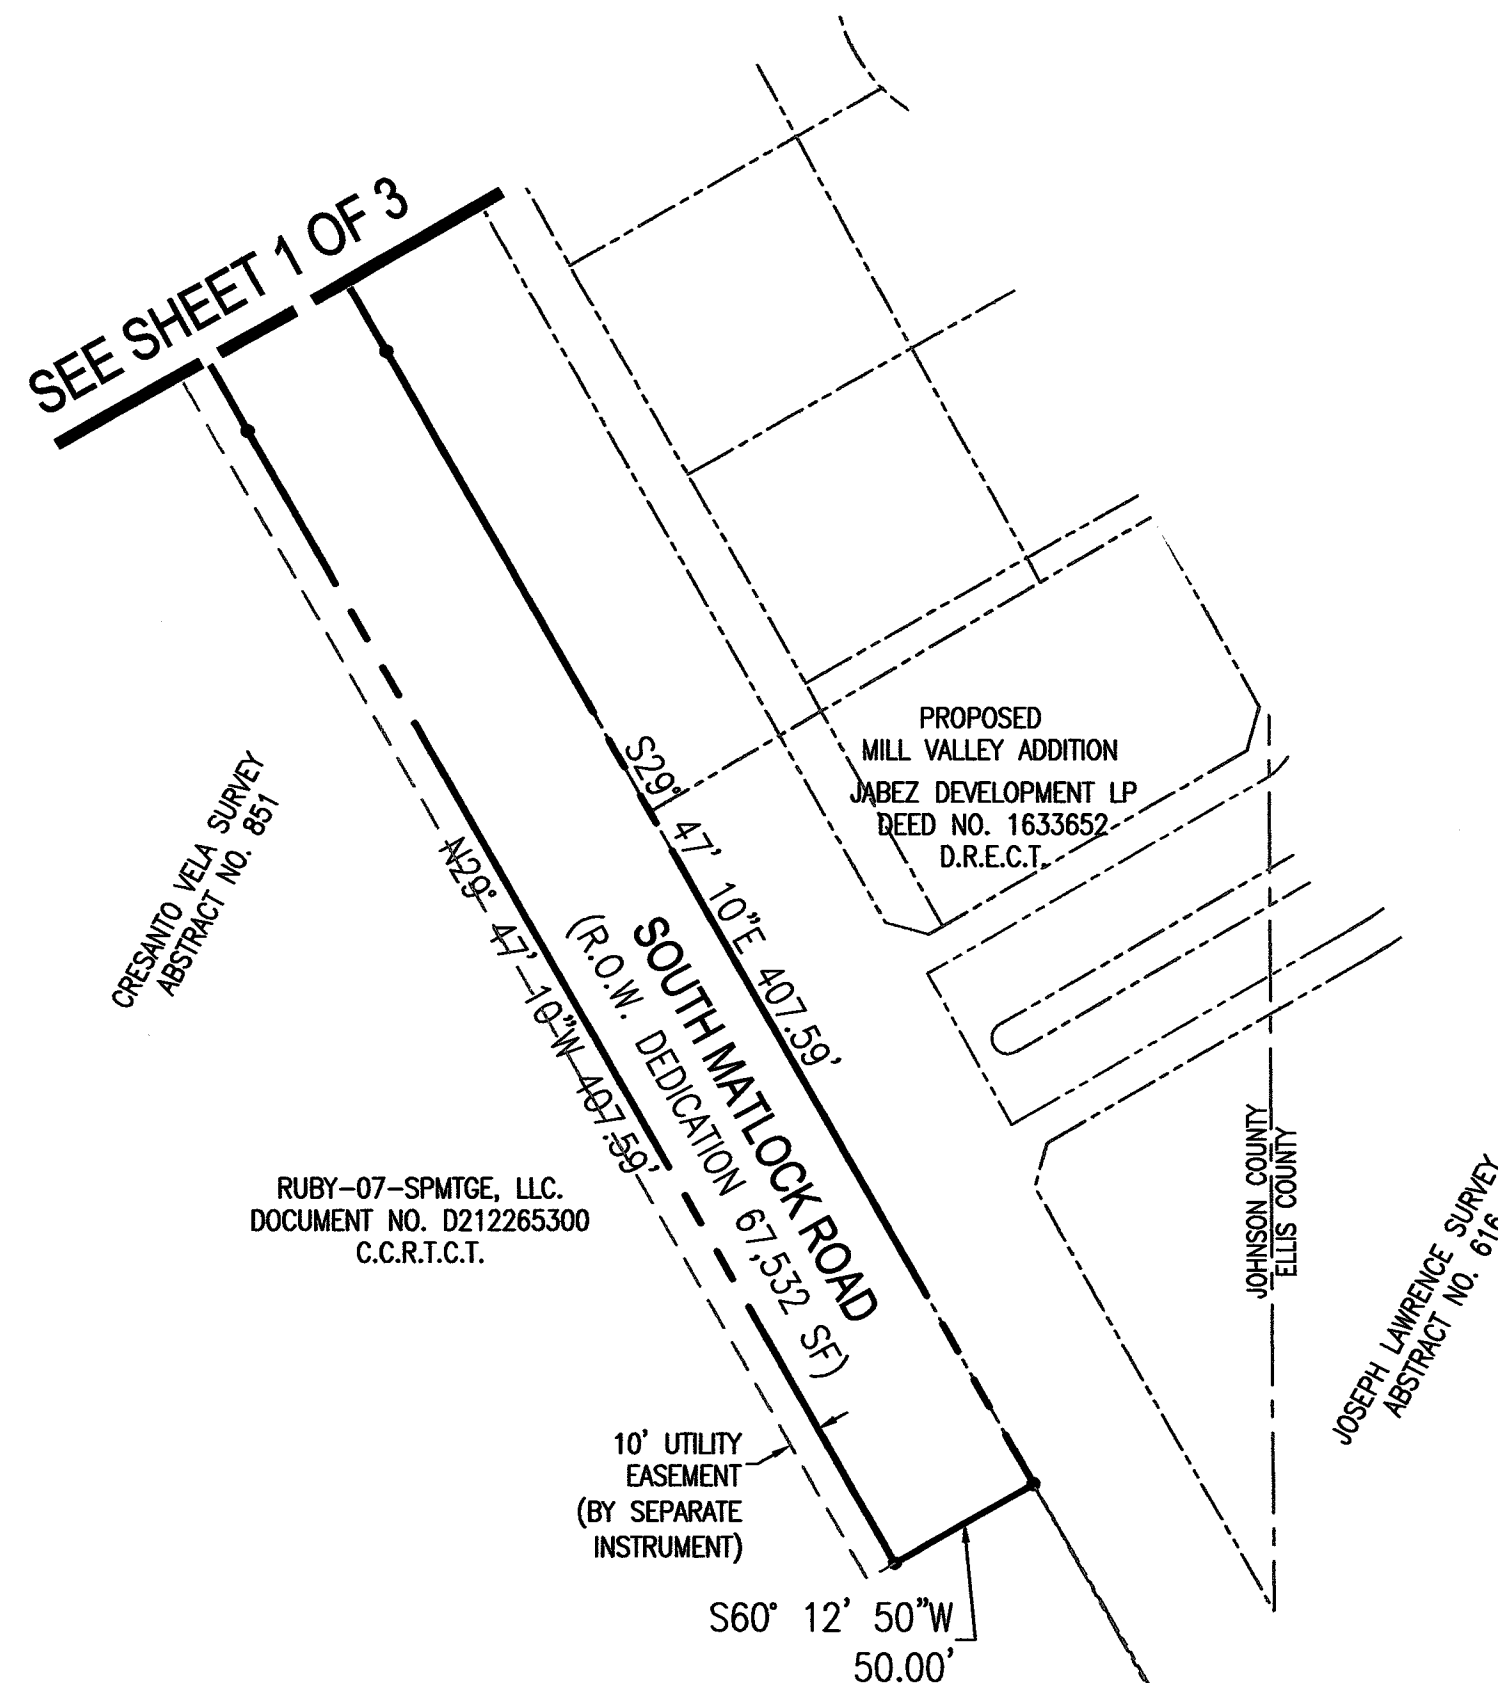 SEE SHEET 1 OF 3
PROPOSED
MILL VALLEY ADDITION
JABEZ DEVELOPMENT LP
DEED NO. 1633652
D.R.E.C.T.
CRESANTO VELA SURVEY
ABSTRACT NO. 851
S29° 47' 10"E 407.59'
N29° 47' 10"W 407.59'
SOUTH MATLOCK ROAD
(R.O.W. DEDICATION 67,532 SF)
RUBY-07-SPMTGE, LLC.
DOCUMENT NO. D212265300
C.C.R.T.C.T.
JOHNSON COUNTY
ELLIS COUNTY
JOSEPH LAWRENCE SURVEY
ABSTRACT NO. 616
10' UTILITY
EASEMENT
(BY SEPARATE
INSTRUMENT)
S60° 12' 50"W
50.00'